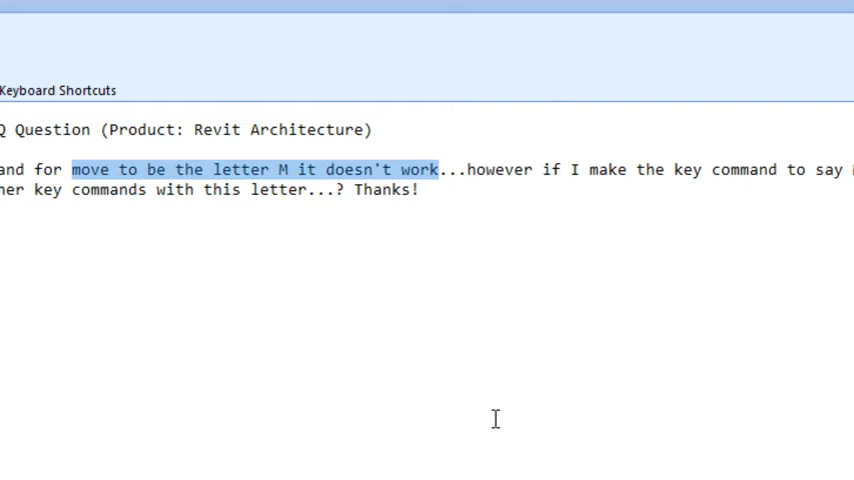 Keyboard Shortcuts
Q Question (Product: Revit Architecture)
and for move to be the letter M it doesn't work...however if I make the key command to say
her key commands with this letter...? Thanks!